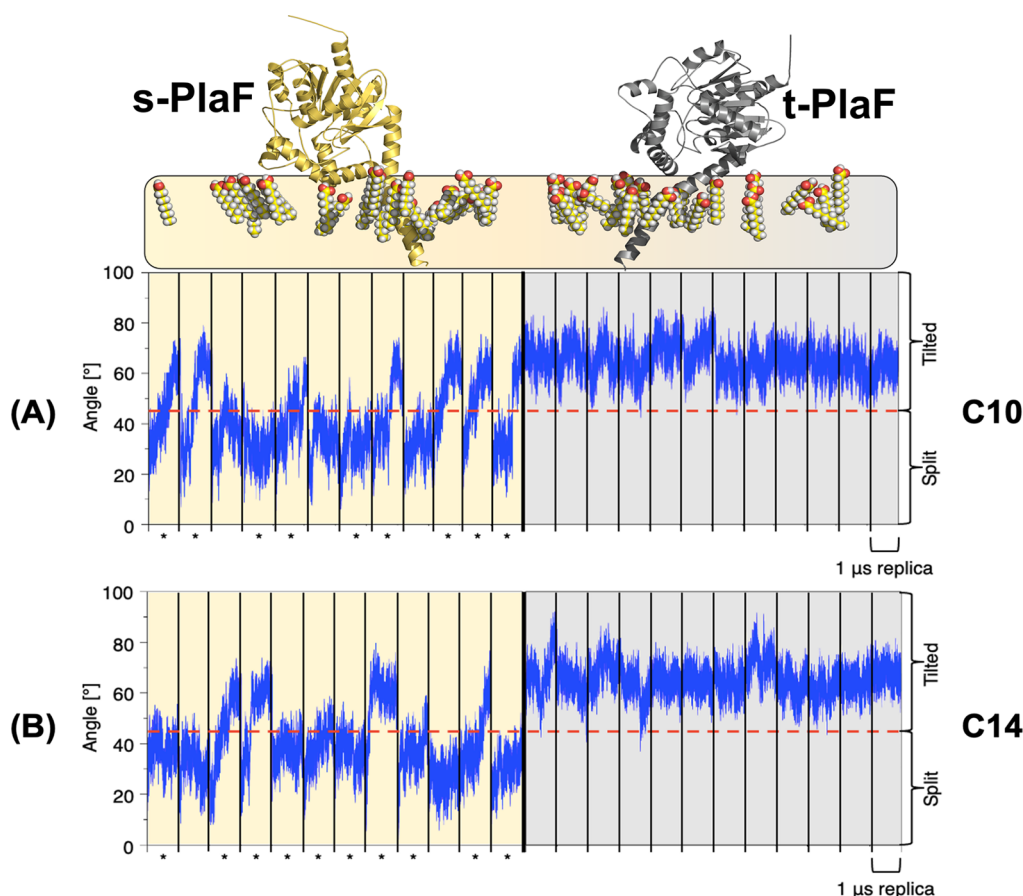 s-PlaF
t-PlaF
(A)
Angle [°]
100
80
60
40
20
0
Tilted
Split
C10
* * * * * * * * *
1 µs replica
(B)
Angle [°]
100
80
60
40
20
0
Tilted
Split
C14
* * * * * * * * * *
1 µs replica